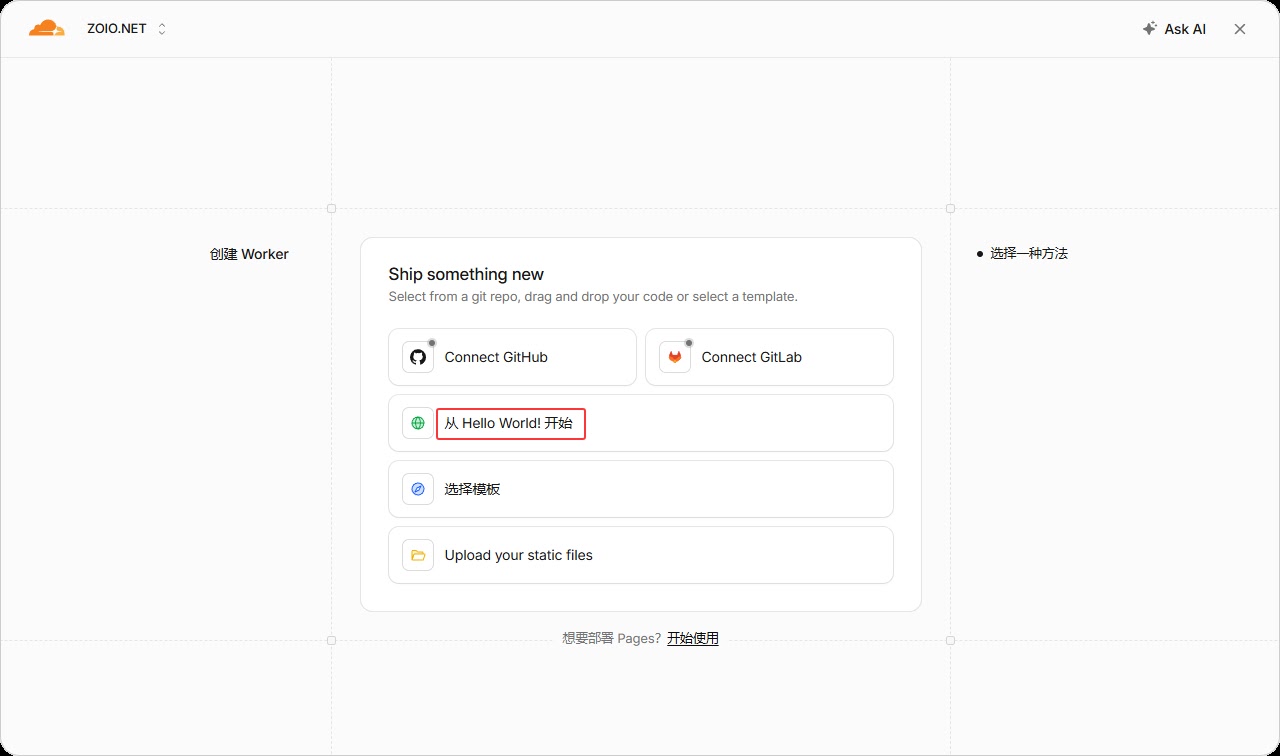 ZOIO.NET
Ask AI
创建 Worker
Ship something new
Select from a git repo, drag and drop your code or select a template.
Connect GitHub
Connect GitLab
从 Hello World! 开始
选择模板
Upload your static files
选择一种方法
想要部署 Pages? 开始使用